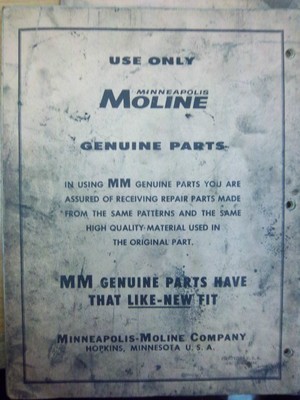 USE ONLY
MINNEAPOLIS
MOLINE
GENUINE PARTS
IN USING MM GENUINE PARTS YOU ARE
ASSURED OF RECEIVING REPAIR PARTS MADE
FROM THE SAME PATTERNS AND THE SAME
HIGH QUALITY MATERIAL USED IN
THE ORIGINAL PART.
MM GENUINE PARTS HAVE
THAT LIKE-NEW FIT
MINNEAPOLIS-MOLINE COMPANY
HOPKINS, MINNESOTA U. S. A.